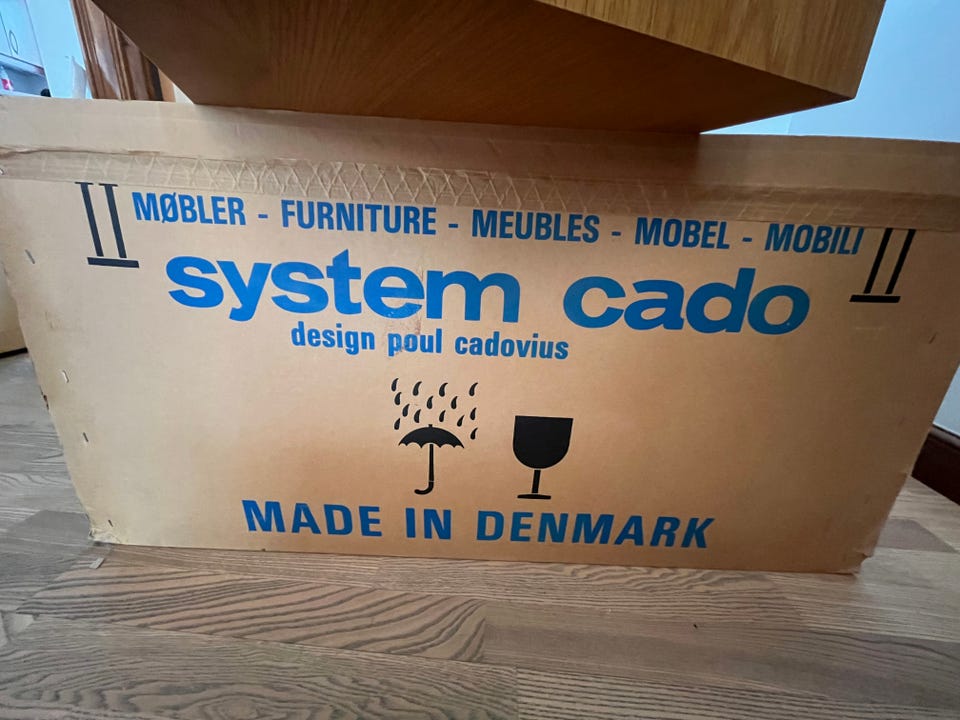 MØBLER - FURNITURE - MEUBLES - MOBEL - MOBILI
system cado
design poul cadovius
MADE IN DENMARK